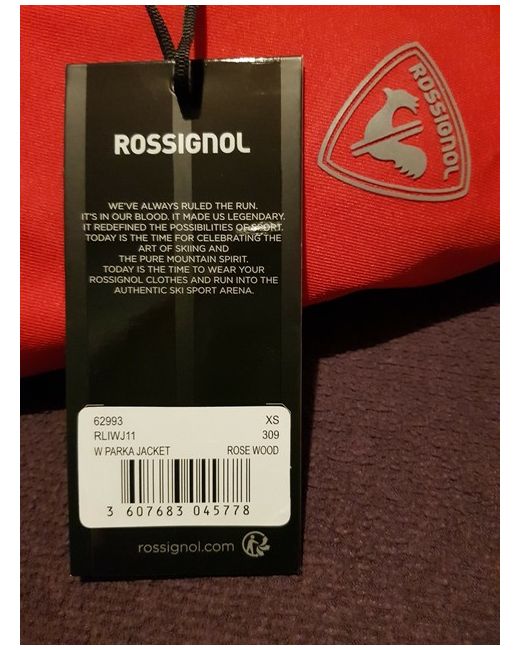 ROSSIGNOL
ROSSIGNOL
WE'VE ALWAYS RULED THE RUN.
IT'S IN OUR BLOOD. IT MADE US LEGENDARY.
IT REDEFINED THE POSSIBILITIES OF SPORT.
TODAY IS THE TIME FOR CELEBRATING THE
ART OF SKIING AND
THE PURE MOUNTAIN SPIRIT.
TODAY IS THE TIME TO WEAR YOUR
ROSSIGNOL CLOTHES AND RUN INTO THE
AUTHENTIC SKI SPORT ARENA.
62993 XS
RLIWJ11 309
W PARKA JACKET ROSE WOOD
3 607683 045778
rossignol.com